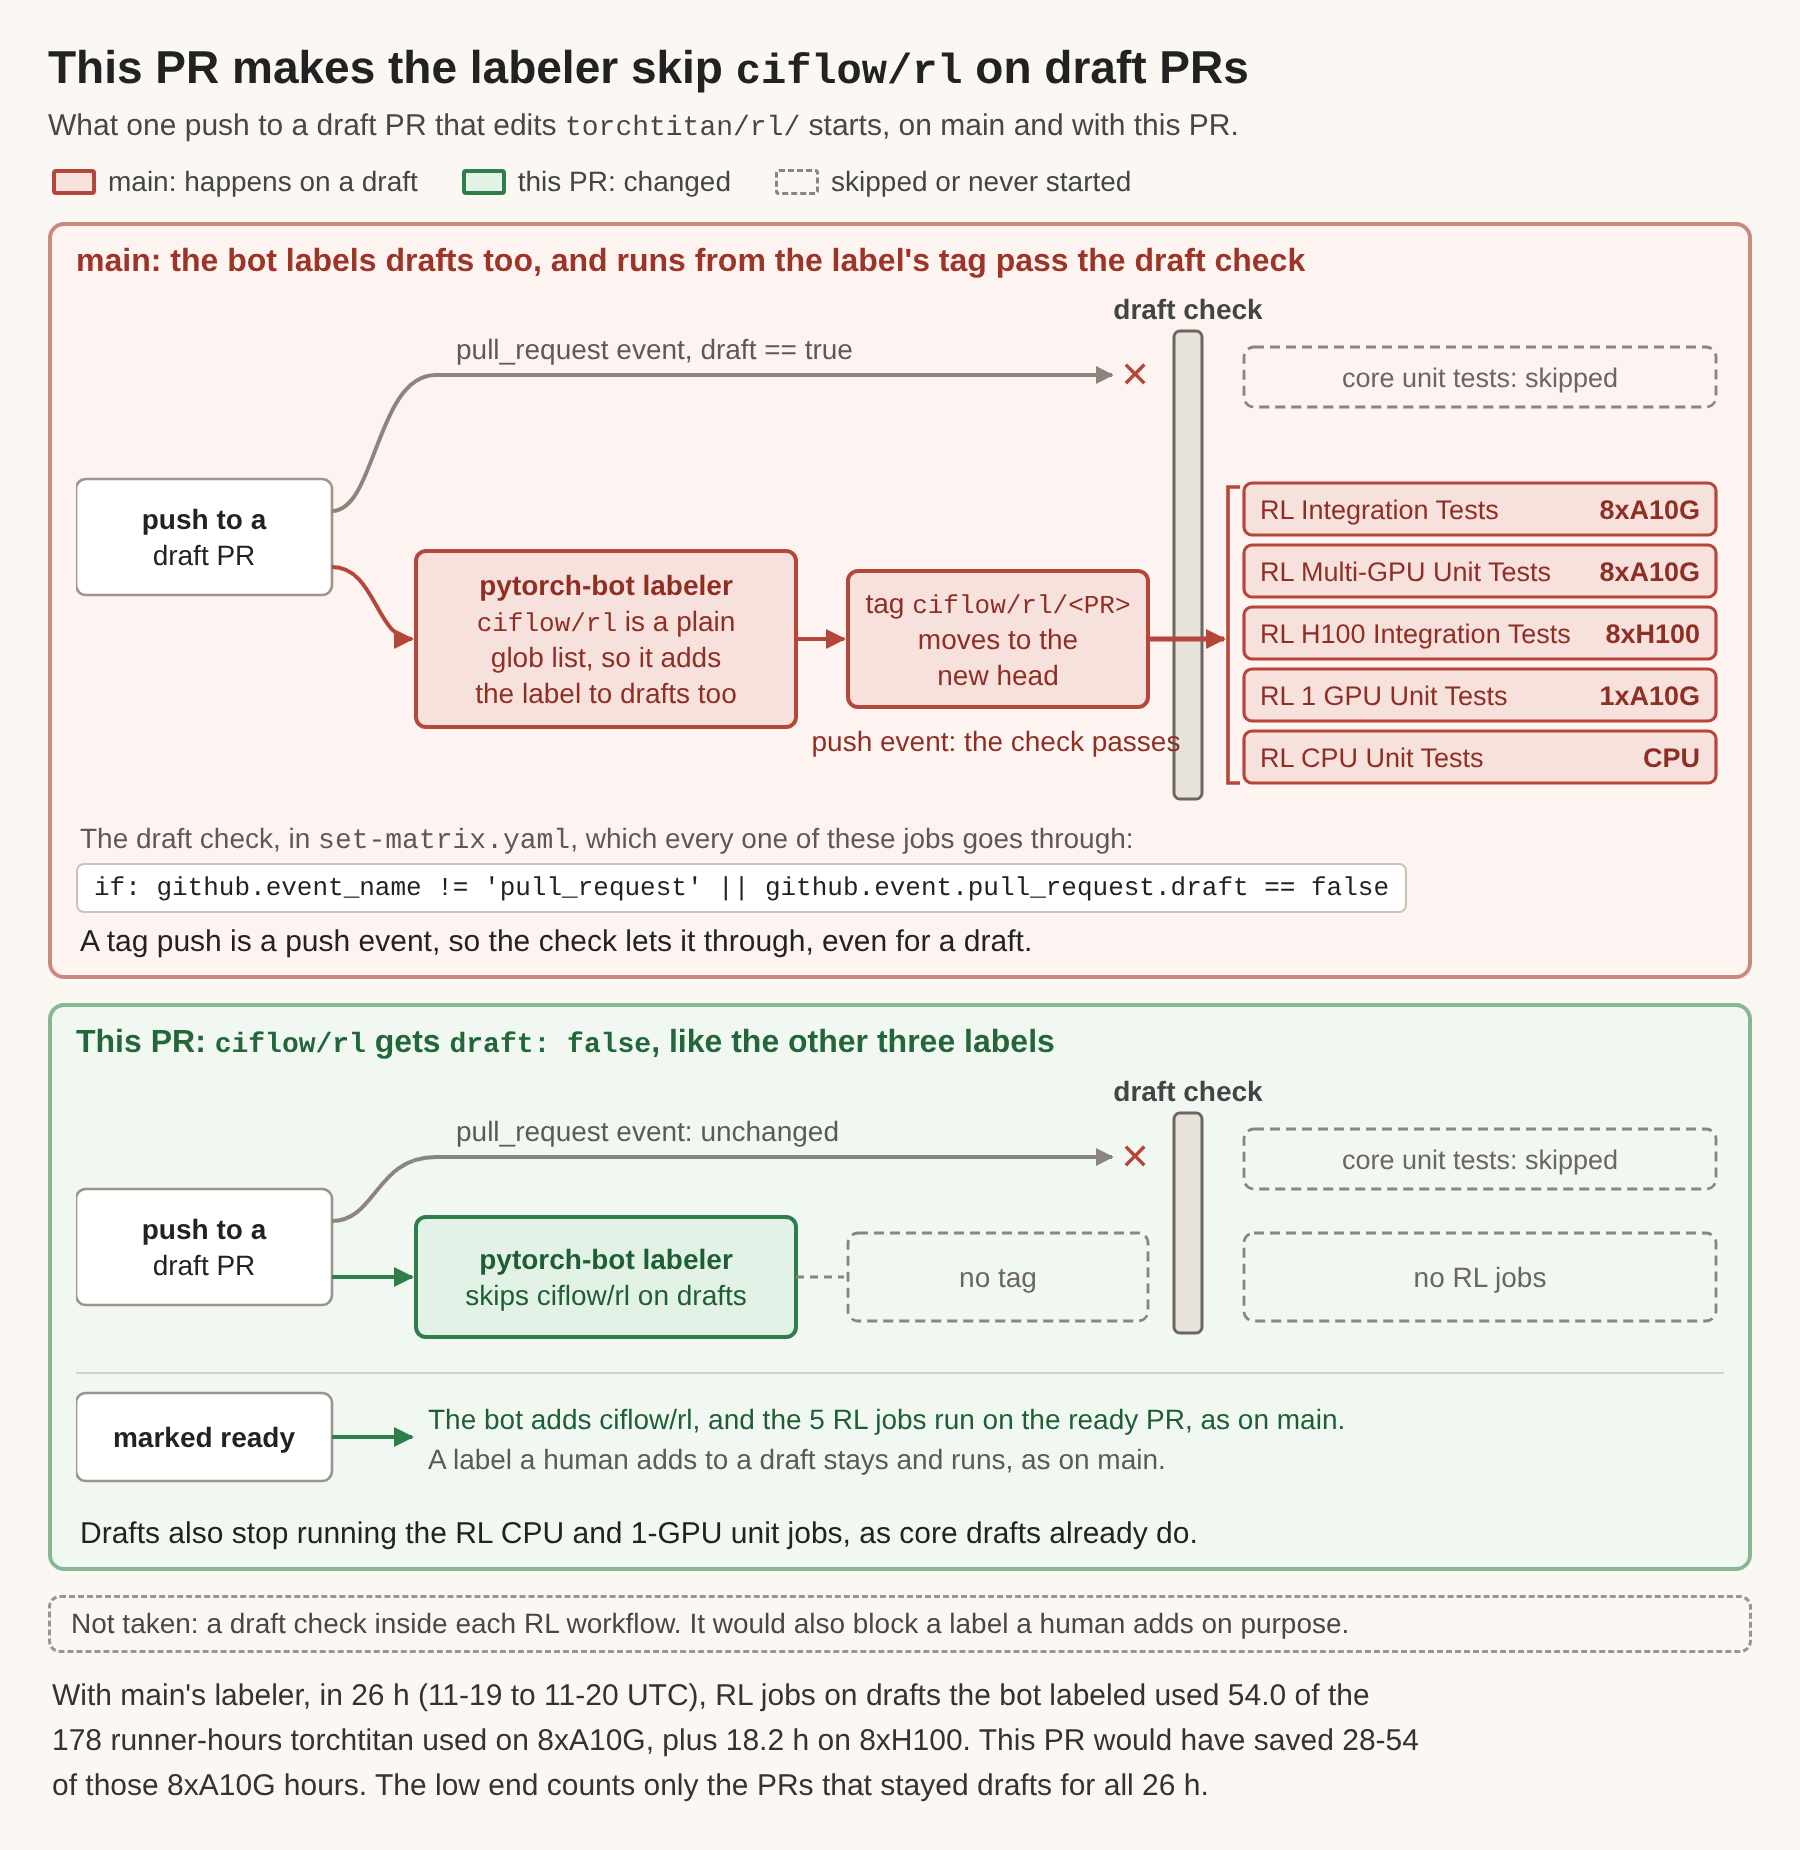 This PR makes the labeler skip ciflow/rl on draft PRs
What one push to a draft PR that edits torchtitan/rl/ starts, on main and with this PR.
main: happens on a draft
this PR: changed
skipped or never started
main: the bot labels drafts too, and runs from the label's tag pass the draft check
draft check
pull_request event, draft == true
✕
core unit tests: skipped
push to a
draft PR
pytorch-bot labeler
ciflow/rl is a plain
glob list, so it adds
the label to drafts too
tag ciflow/rl/<PR>
moves to the
new head
push event: the check passes
RL Integration Tests 8xA10G
RL Multi-GPU Unit Tests 8xA10G
RL H100 Integration Tests 8xH100
RL 1 GPU Unit Tests 1xA10G
RL CPU Unit Tests CPU
The draft check, in set-matrix.yaml, which every one of these jobs goes through:
if: github.event_name != 'pull_request' || github.event.pull_request.draft == false
A tag push is a push event, so the check lets it through, even for a draft.
This PR: ciflow/rl gets draft: false, like the other three labels
draft check
pull_request event: unchanged
✕
core unit tests: skipped
push to a
draft PR
pytorch-bot labeler
skips ciflow/rl on drafts
no tag
no RL jobs
marked ready
The bot adds ciflow/rl, and the 5 RL jobs run on the ready PR, as on main.
A label a human adds to a draft stays and runs, as on main.
Drafts also stop running the RL CPU and 1-GPU unit jobs, as core drafts already do.
Not taken: a draft check inside each RL workflow. It would also block a label a human adds on purpose.
With main's labeler, in 26 h (11-19 to 11-20 UTC), RL jobs on drafts the bot labeled used 54.0 of the
178 runner-hours torchtitan used on 8xA10G, plus 18.2 h on 8xH100. This PR would have saved 28-54
of those 8xA10G hours. The low end counts only the PRs that stayed drafts for all 26 h.